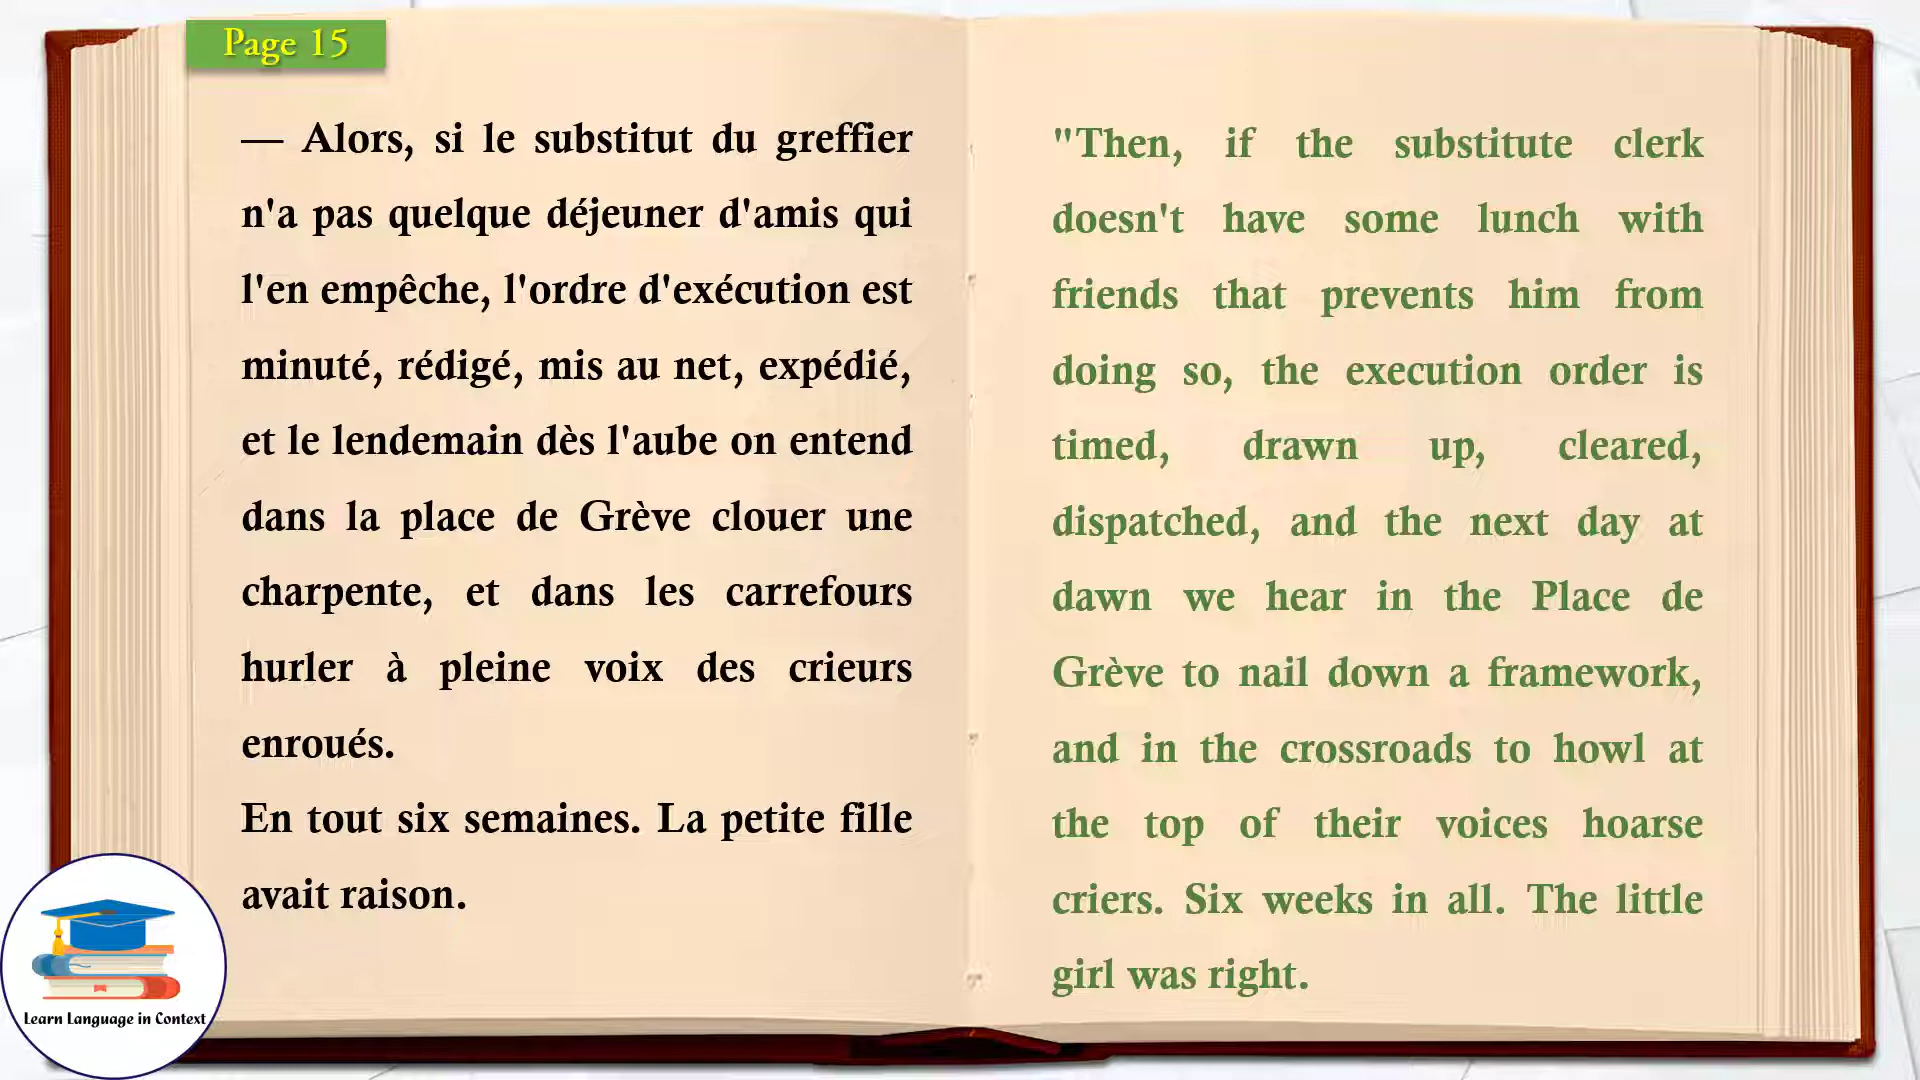 Page 15
— Alors, si le substitut du greffier
n'a pas quelque déjeuner d'amis qui
l'en empêche, l'ordre d'exécution est
minuté, rédigé, mis au net, expédié,
et le lendemain dès l'aube on entend
dans la place de Grève clouer une
charpente, et dans les carrefours
hurler à pleine voix des crieurs
enroués.
En tout six semaines. La petite fille
avait raison.
"Then, if the substitute clerk
doesn't have some lunch with
friends that prevents him from
doing so, the execution order is
timed, drawn up, cleared,
dispatched, and the next day at
dawn we hear in the Place de
Grève to nail down a framework,
and in the crossroads to howl at
the top of their voices hoarse
criers. Six weeks in all. The little
girl was right.
Learn Language in Context